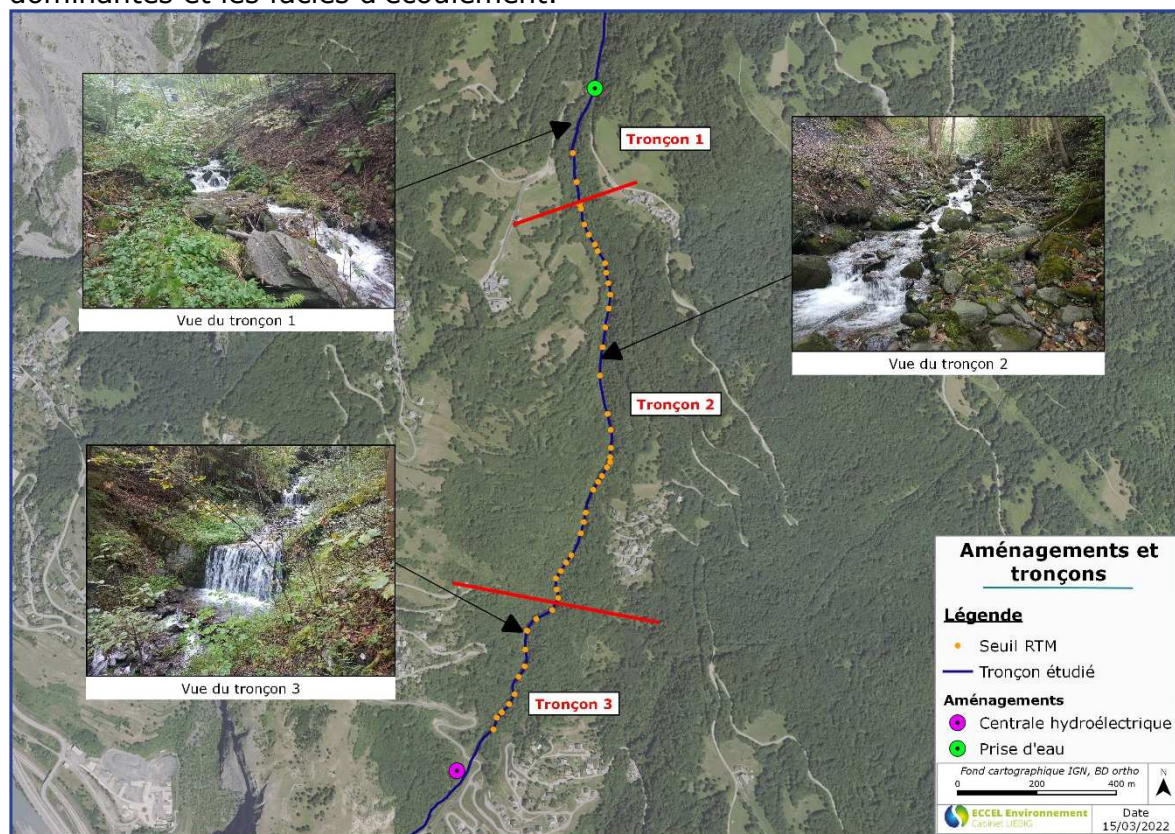 dominantes et les faciès d'écoulement.
Tronçon 1
Vue du tronçon 1
Vue du tronçon 2
Tronçon 2
Vue du tronçon 3
Tronçon 3
Aménagements et
tronçons
Légende
Seuil RTM
Tronçon étudié
Aménagements
Centrale hydroélectrique
Prise d'eau
Fond cartographique IGN, BD ortho
0 200 400 m
N
ECCEL Environnement
Cabinet LIEBIG
Date
15/03/2022